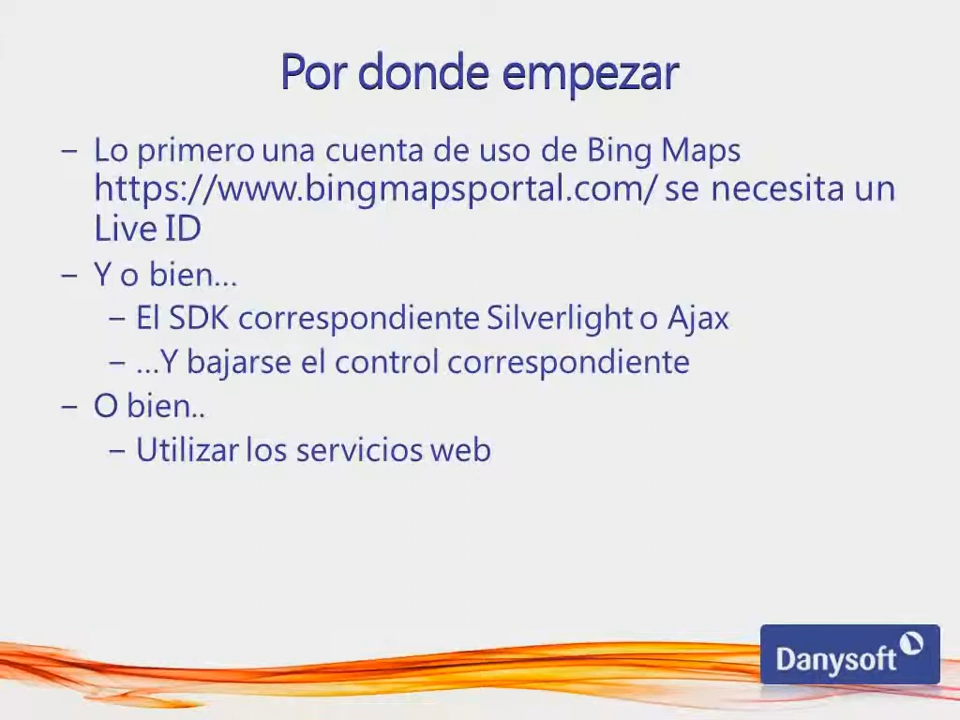 Por donde empezar
– Lo primero una cuenta de uso de Bing Maps
https://www.bingmapsportal.com/ se necesita un
Live ID
– Y o bien...
– El SDK correspondiente Silverlight o Ajax
– ...Y bajarse el control correspondiente
– O bien..
– Utilizar los servicios web
Danysoft